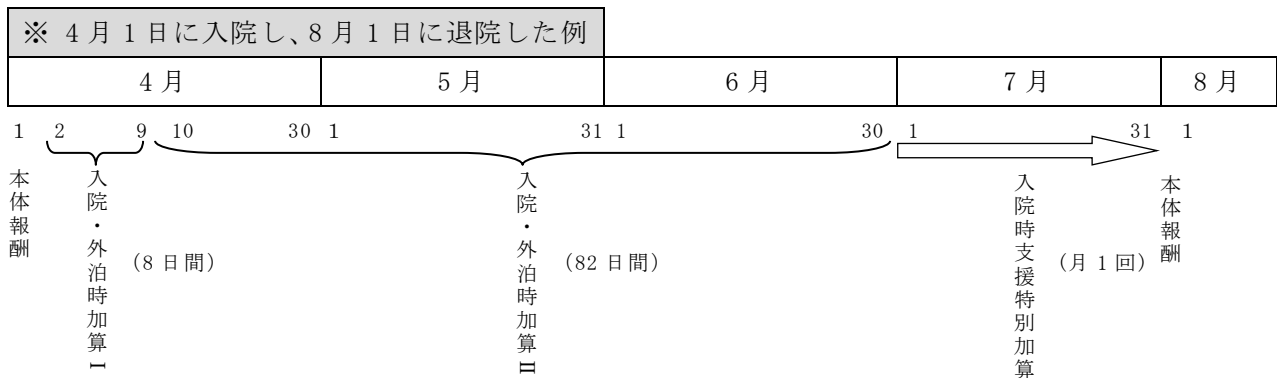 ※ 4月1日に入院し、8月1日に退院した例
4月 5月 6月 7月 8月
1 2 9 10 30 1 31 1 30 1 31 1
本体報酬
入院・外泊時加算Ⅰ
(8日間)
入院・外泊時加算Ⅱ
(82日間)
入院時支援特別加算
(月1回)
本体報酬